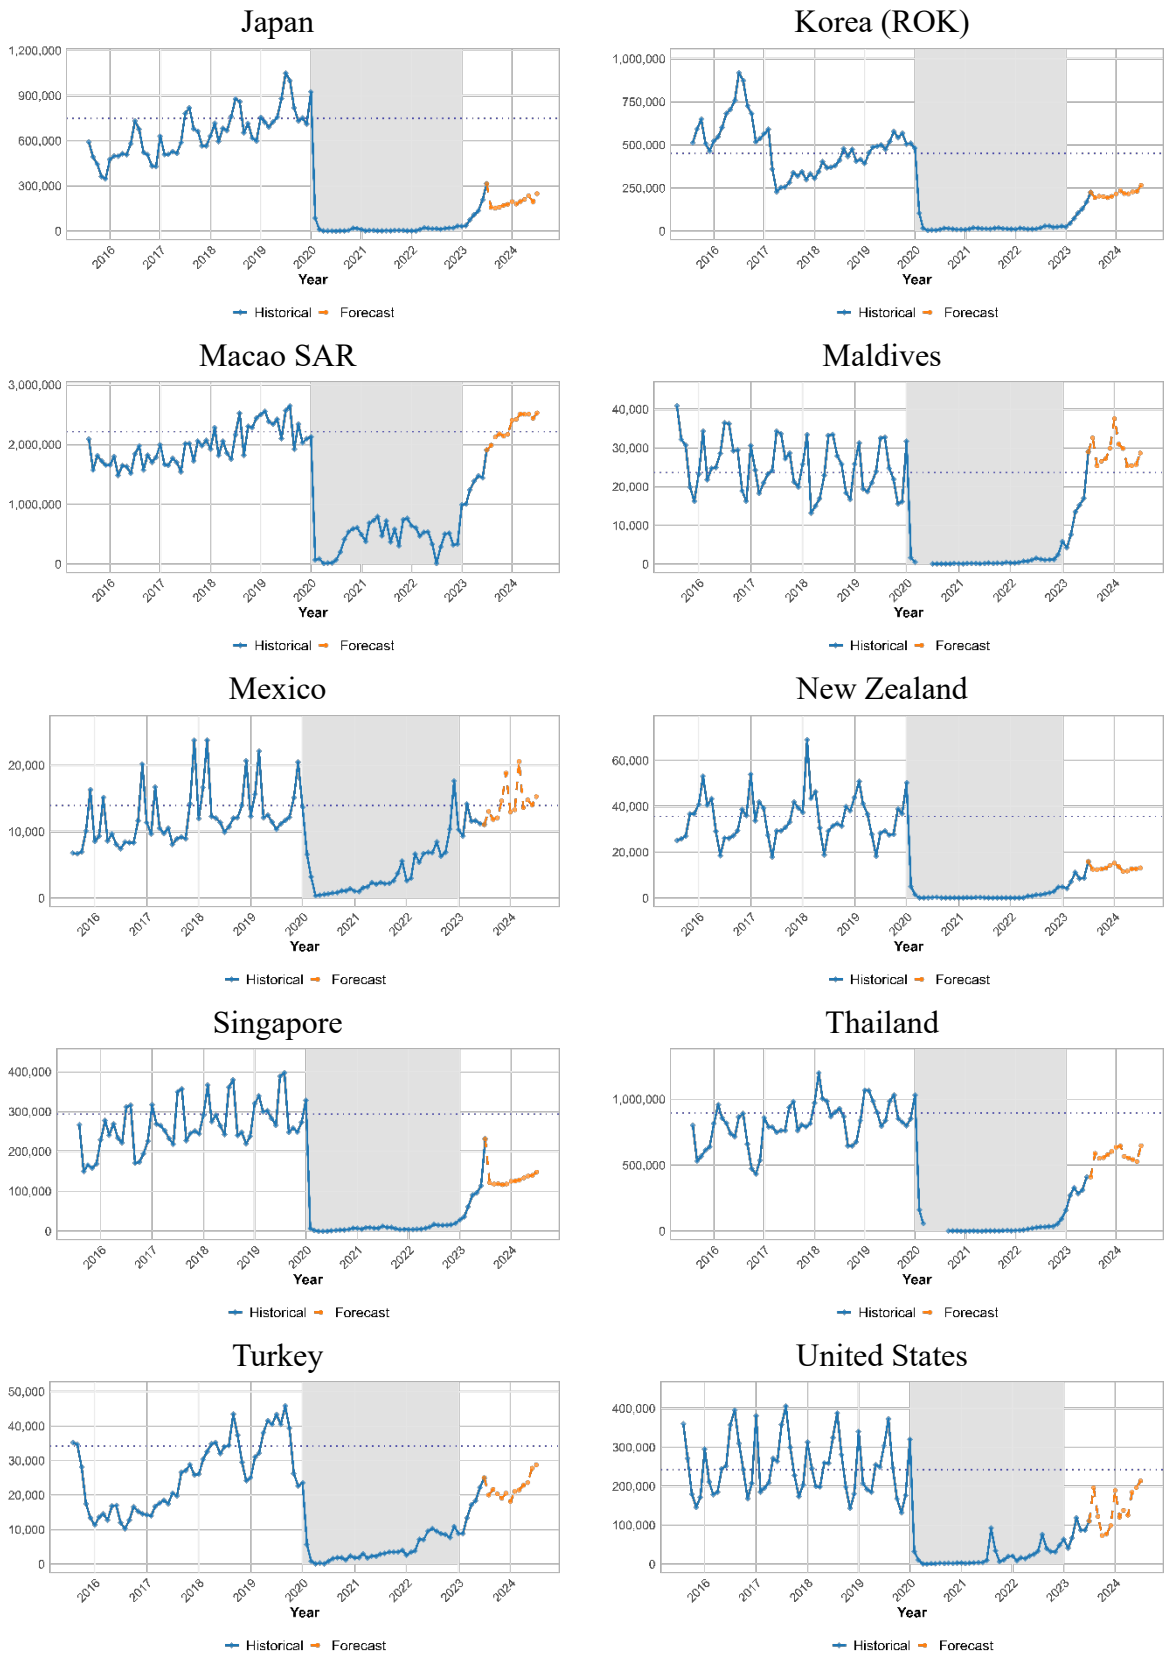 Japan
1,200,000
900,000
600,000
300,000
0
2016 2017 2018 2019 2020 2021 2022 2023 2024
Year
Historical Forecast
Korea (ROK)
1,000,000
750,000
500,000
250,000
0
2016 2017 2018 2019 2020 2021 2022 2023 2024
Year
Historical Forecast
Macao SAR
3,000,000
2,000,000
1,000,000
0
2016 2017 2018 2019 2020 2021 2022 2023 2024
Year
Historical Forecast
Maldives
40,000
30,000
20,000
10,000
0
2016 2017 2018 2019 2020 2021 2022 2023 2024
Year
Historical Forecast
Mexico
20,000
10,000
0
2016 2017 2018 2019 2020 2021 2022 2023 2024
Year
Historical Forecast
New Zealand
60,000
40,000
20,000
0
2016 2017 2018 2019 2020 2021 2022 2023 2024
Year
Historical Forecast
Singapore
400,000
300,000
200,000
100,000
0
2016 2017 2018 2019 2020 2021 2022 2023 2024
Year
Historical Forecast
Thailand
1,000,000
500,000
0
2016 2017 2018 2019 2020 2021 2022 2023 2024
Year
Historical Forecast
Turkey
50,000
40,000
30,000
20,000
10,000
0
2016 2017 2018 2019 2020 2021 2022 2023 2024
Year
Historical Forecast
United States
400,000
300,000
200,000
100,000
0
2016 2017 2018 2019 2020 2021 2022 2023 2024
Year
Historical Forecast